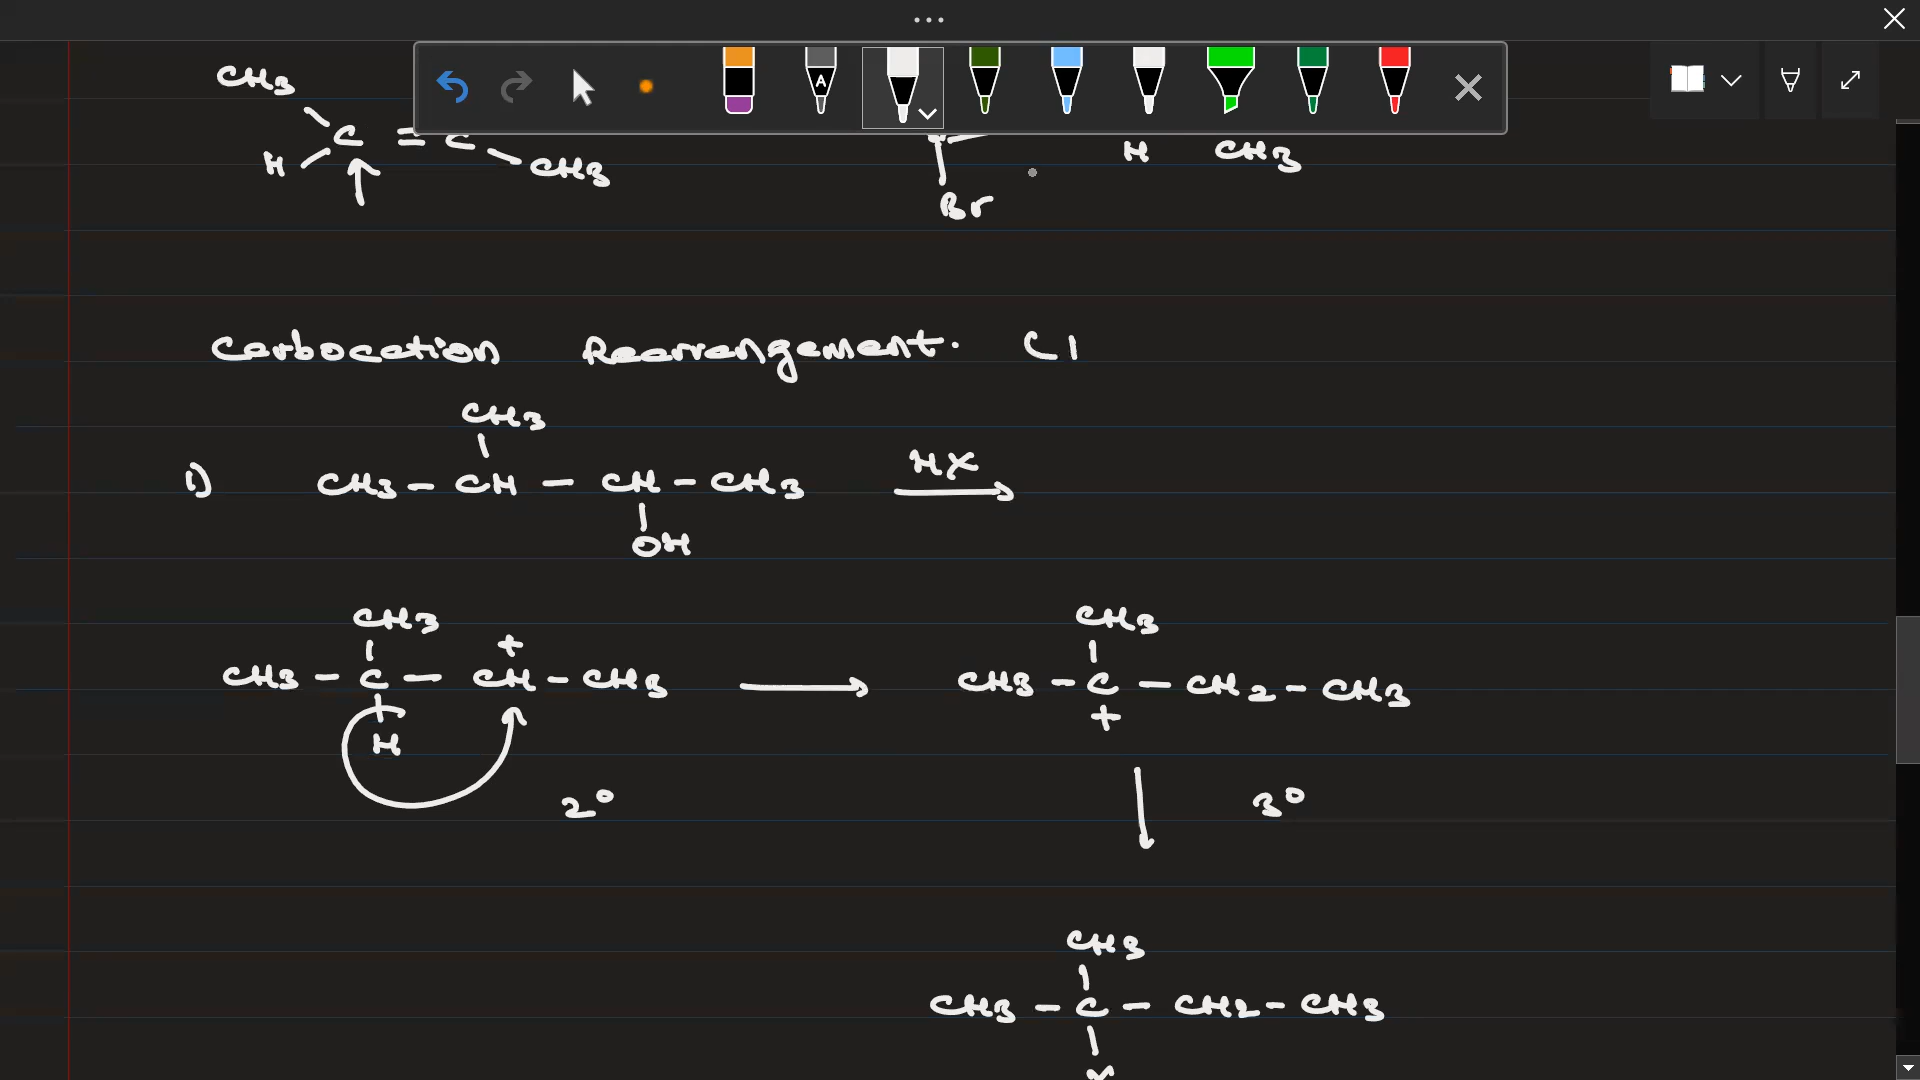 CH3
C = C
H CH3 H CH3
Br
Carbocation Rearrangement. C1
CH3
1) CH3 - CH - CH - CH3 HX
OH
CH3 CH3
+
CH3 - C - CH - CH3 ⟶ CH3 - C - CH2 - CH3
+
H
2° 3°
CH3
CH3 - C - CH2 - CH3
X